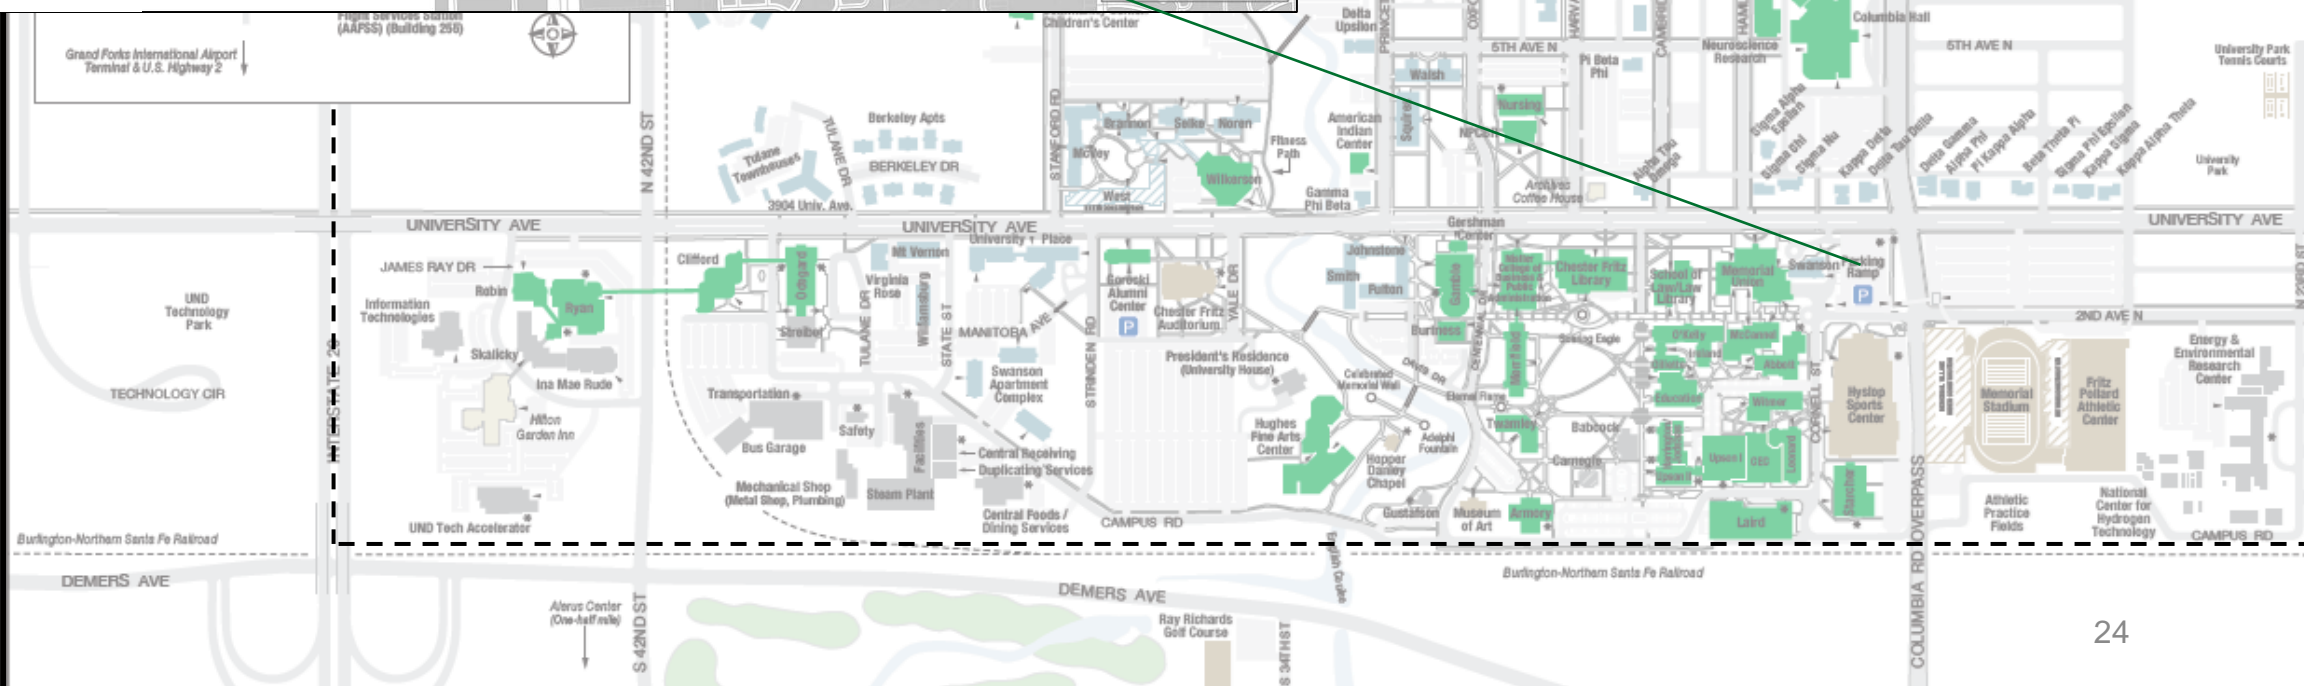 Flight Services Station
(AAFSS) (Building 256)
Grand Forks International Airport
Terminal & U.S. Highway 2
Children's Center
Delta
Upsilon
5TH AVE N
Neuroscience
Research
Columbia Hall
5TH AVE N
University Park
Tennis Courts
Pi Beta
Phi
Walsh
Squires
Nursing
N 42ND ST
Tulane
Townhouses
TULANE DR
Berkeley Apts
BERKELEY DR
3904 Univ. Ave.
STANFORD RD
Brannon
Selke
Noren
McVey
West
Wilkerson
Fitness
Path
American
Indian
Center
Gamma
Phi Beta
Archives
Coffee House
Alpha Tau
Omega
Sigma Alpha
Epsilon
Sigma Chi
Sigma Nu
Kappa Delta
Delta Tau Delta
Delta Gamma
Alpha Phi
Pi Kappa Alpha
Beta Theta Pi
Sigma Phi Epsilon
Kappa Sigma
Kappa Alpha Theta
University
Park
UNIVERSITY AVE
UNIVERSITY AVE
UNIVERSITY AVE
JAMES RAY DR
Robin
Ryan
Clifford
Odegard
Streibel
Mt Vernon
Virginia
Rose
Williamsburg
TULANE DR
STATE ST
University
Place
MANITOBA AVE
Gorecki
Alumni
Center
P
Chester Fritz
Auditorium
YALE DR
STRINDEN RD
Johnstone
Smith
Fulton
Gershman
Center
Gamble
Burtness
Chester Fritz
Library
School of
Law/Law
Library
Memorial
Union
Swanson
Parking
Ramp
P
2ND AVE N
N 23RD ST
UND
Technology
Park
TECHNOLOGY CIR
INTERSTATE 29
Information
Technologies
Skalicky
Ina Mae Rude
Hilton
Garden Inn
UND Tech Accelerator
Transportation
Bus Garage
Safety
Facilities
Central Receiving
Duplicating Services
Steam Plant
Mechanical Shop
(Metal Shop, Plumbing)
Central Foods /
Dining Services
Swanson
Apartment
Complex
President's Residence
(University House)
Celebrated
Memorial Wall
DAVIS DR
Eternal Flame
Merrifield
Soaring Eagle
O'Kelly
Ireland
McCannel
Gillette
Abbott
Education
Witmer
Twamley
Babcock
Carnegie
Hughes
Fine Arts
Center
Hopper
Danley
Chapel
Adelphi
Fountain
Gustafson
Museum
of Art
Armory
Upson I
Upson II
CEC
Leonard
Laird
Starcher
CORNELL ST
Hyslop
Sports
Center
Memorial
Stadium
Fritz
Pollard
Athletic
Center
Energy &
Environmental
Research
Center
Athletic
Practice
Fields
National
Center for
Hydrogen
Technology
CAMPUS RD
CAMPUS RD
Burlington-Northern Santa Fe Railroad
Burlington-Northern Santa Fe Railroad
DEMERS AVE
DEMERS AVE
English Coulee
COLUMBIA RD OVERPASS
Alerus Center
(One-half mile)
S 42ND ST
Ray Richards
Golf Course
S 34TH ST
24